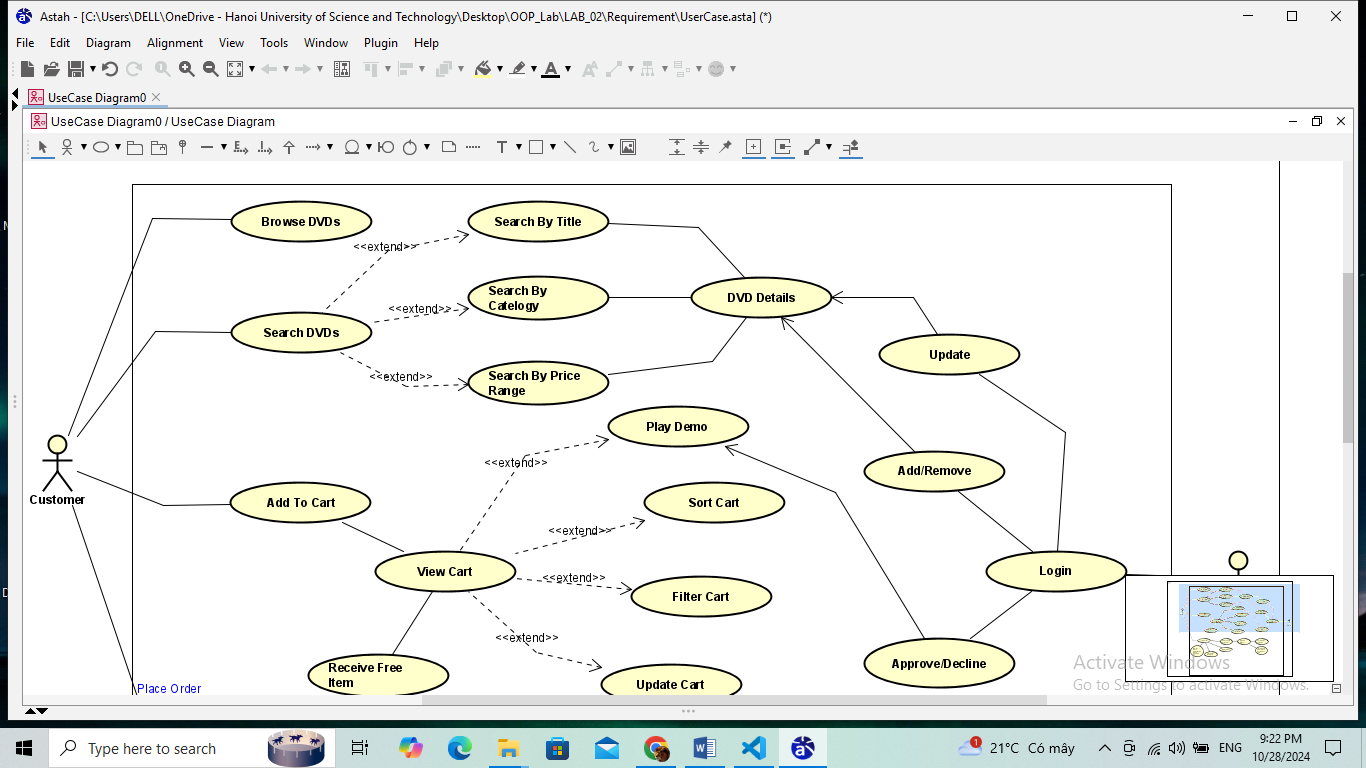 Astah - [C:\Users\DELL\OneDrive - Hanoi University of Science and Technology\Desktop\OOP_Lab\LAB_02\Requirement\UserCase.asta] (*)
File Edit Diagram Alignment View Tools Window Plugin Help
UseCase Diagram0
UseCase Diagram0 / UseCase Diagram
Browse DVDs
Search By Title
<<extend>>
Search By
Catelogy
DVD Details
<<extend>>
Search DVDs
Update
<<extend>>
Search By Price
Range
Play Demo
<<extend>>
Add/Remove
Customer
Add To Cart
Sort Cart
<<extend>>
View Cart
<<extend>>
Login
Filter Cart
<<extend>>
Receive Free
Item
Approve/Decline
Update Cart
Place Order
Activate Windows
Go to Settings to activate Windows.
Type here to search
1
21°C Có mây
ENG
9:22 PM
10/28/2024